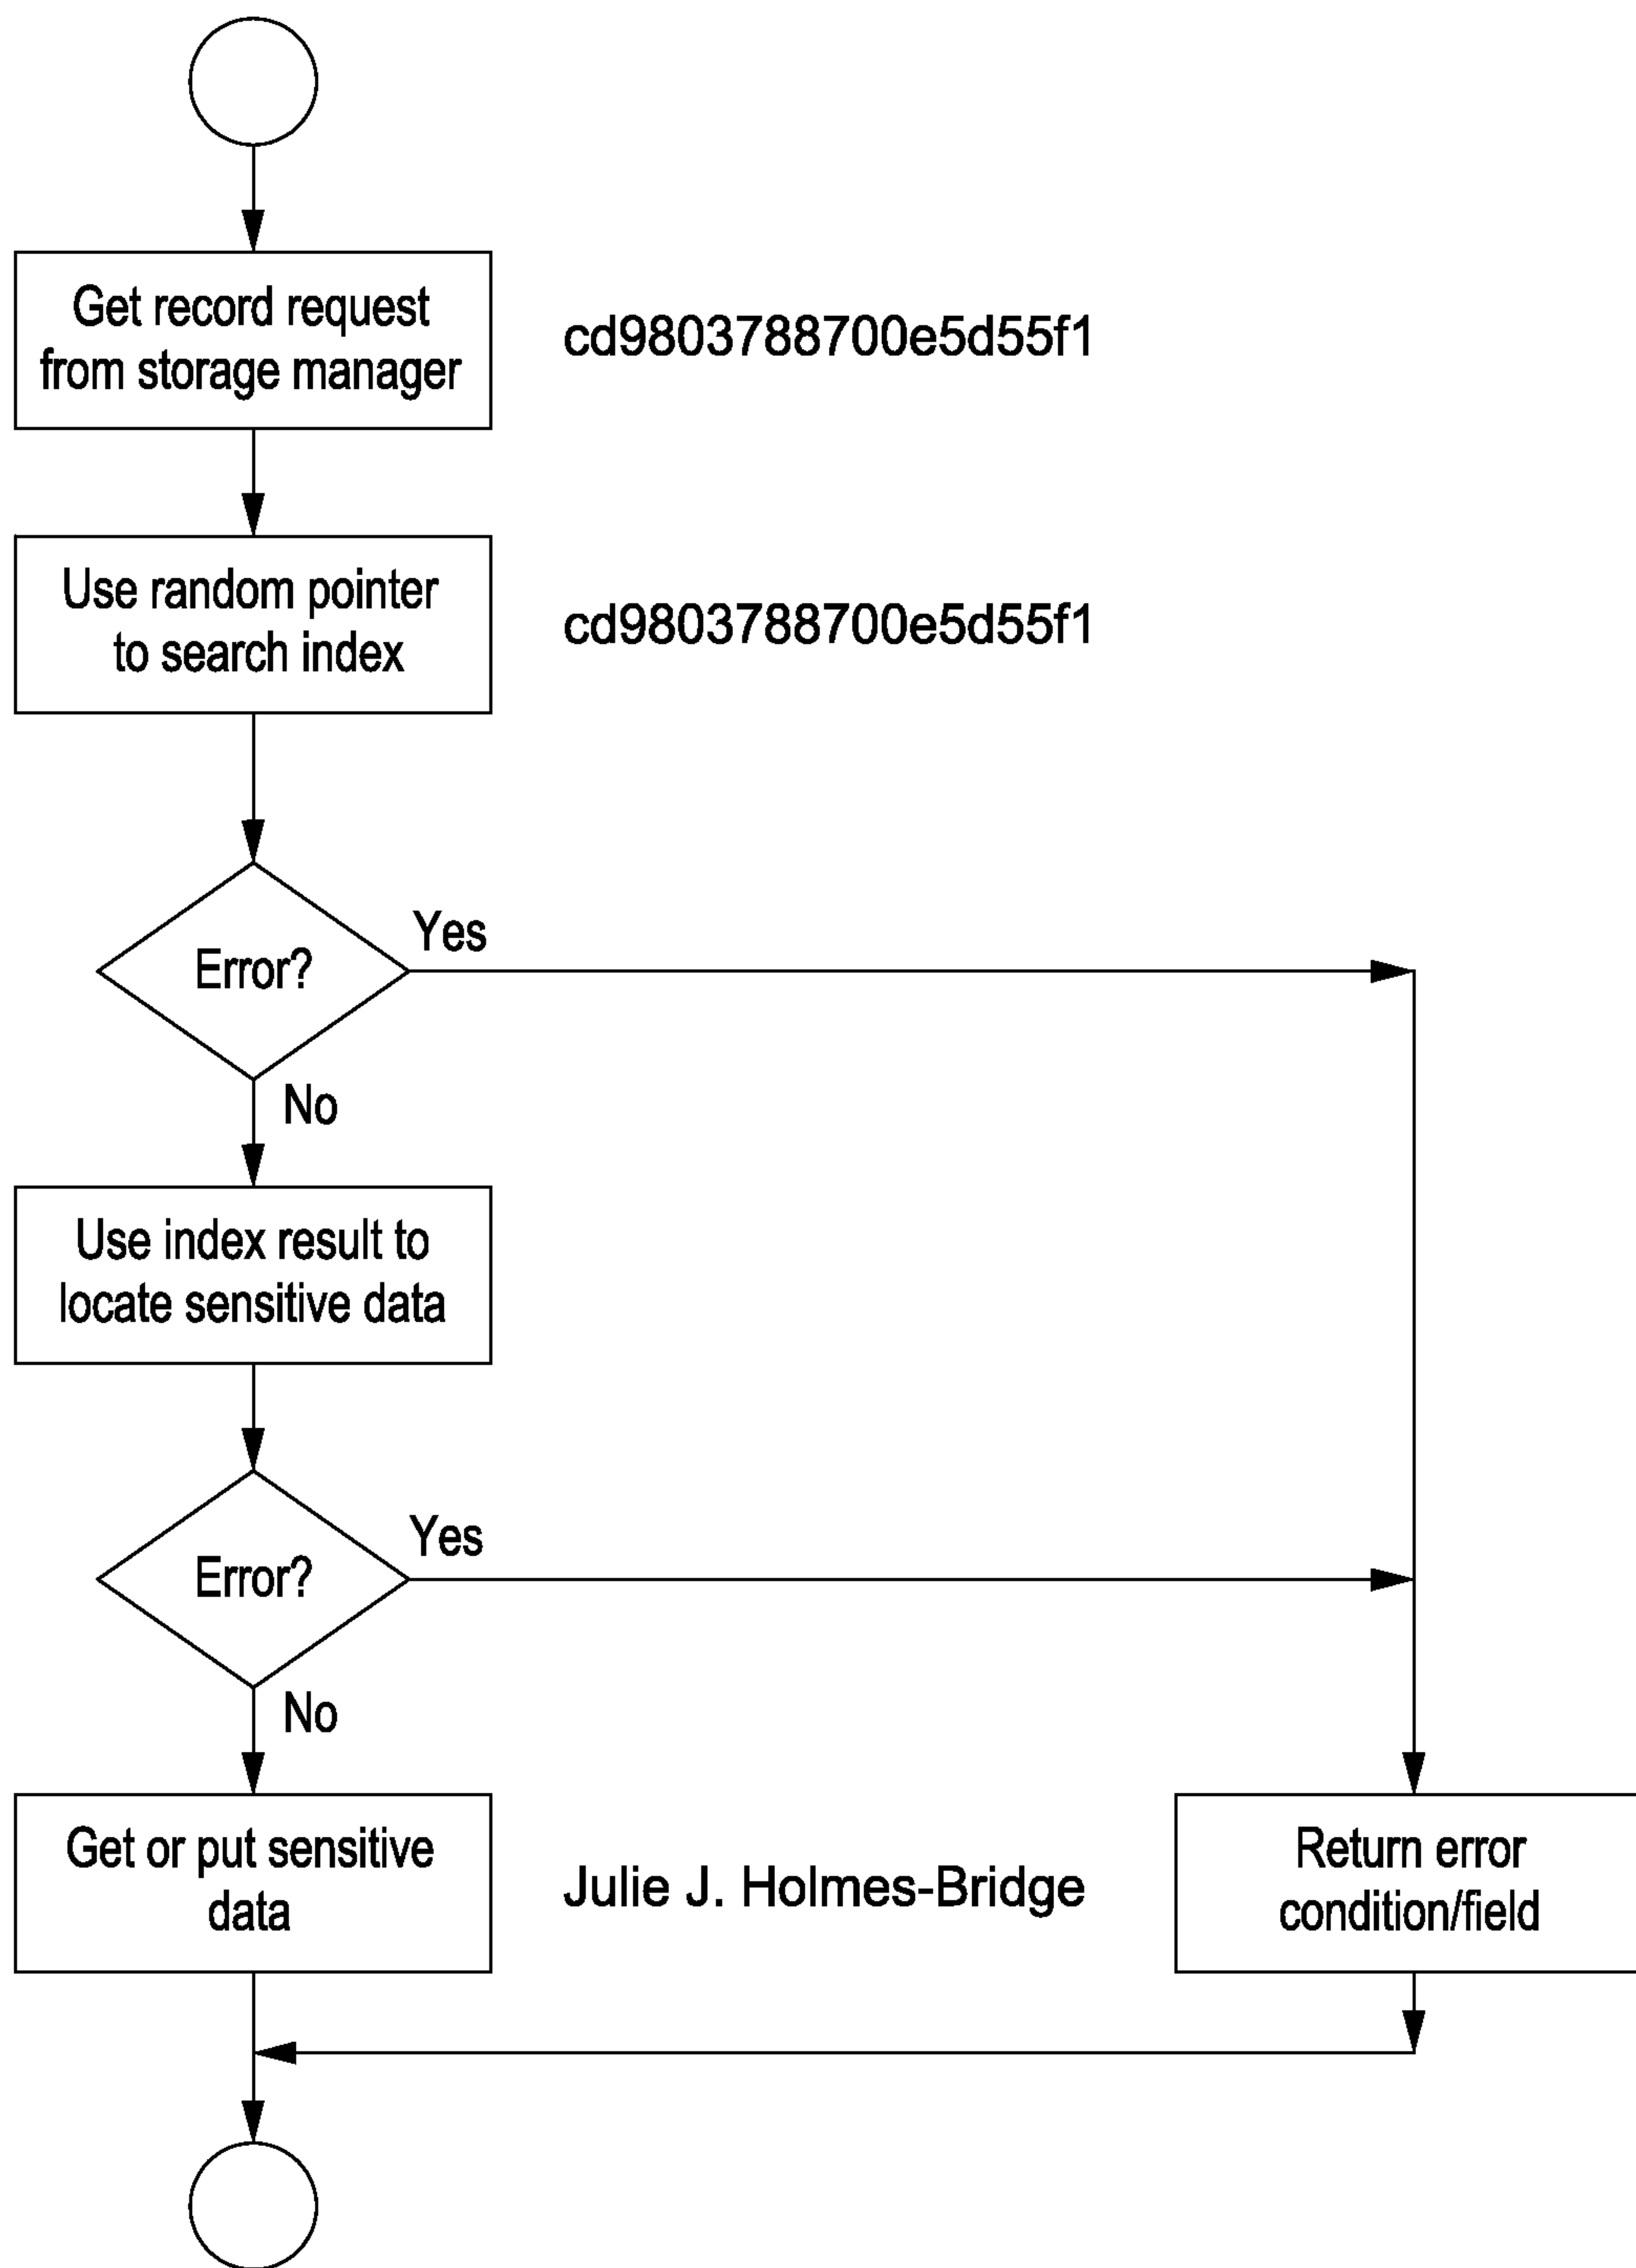 Get record request
from storage manager
cd9803788700e5d55f1
Use random pointer
to search index
cd9803788700e5d55f1
Error?
Yes
No
Use index result to
locate sensitive data
Error?
Yes
No
Get or put sensitive
data
Julie J. Holmes-Bridge
Return error
condition/field